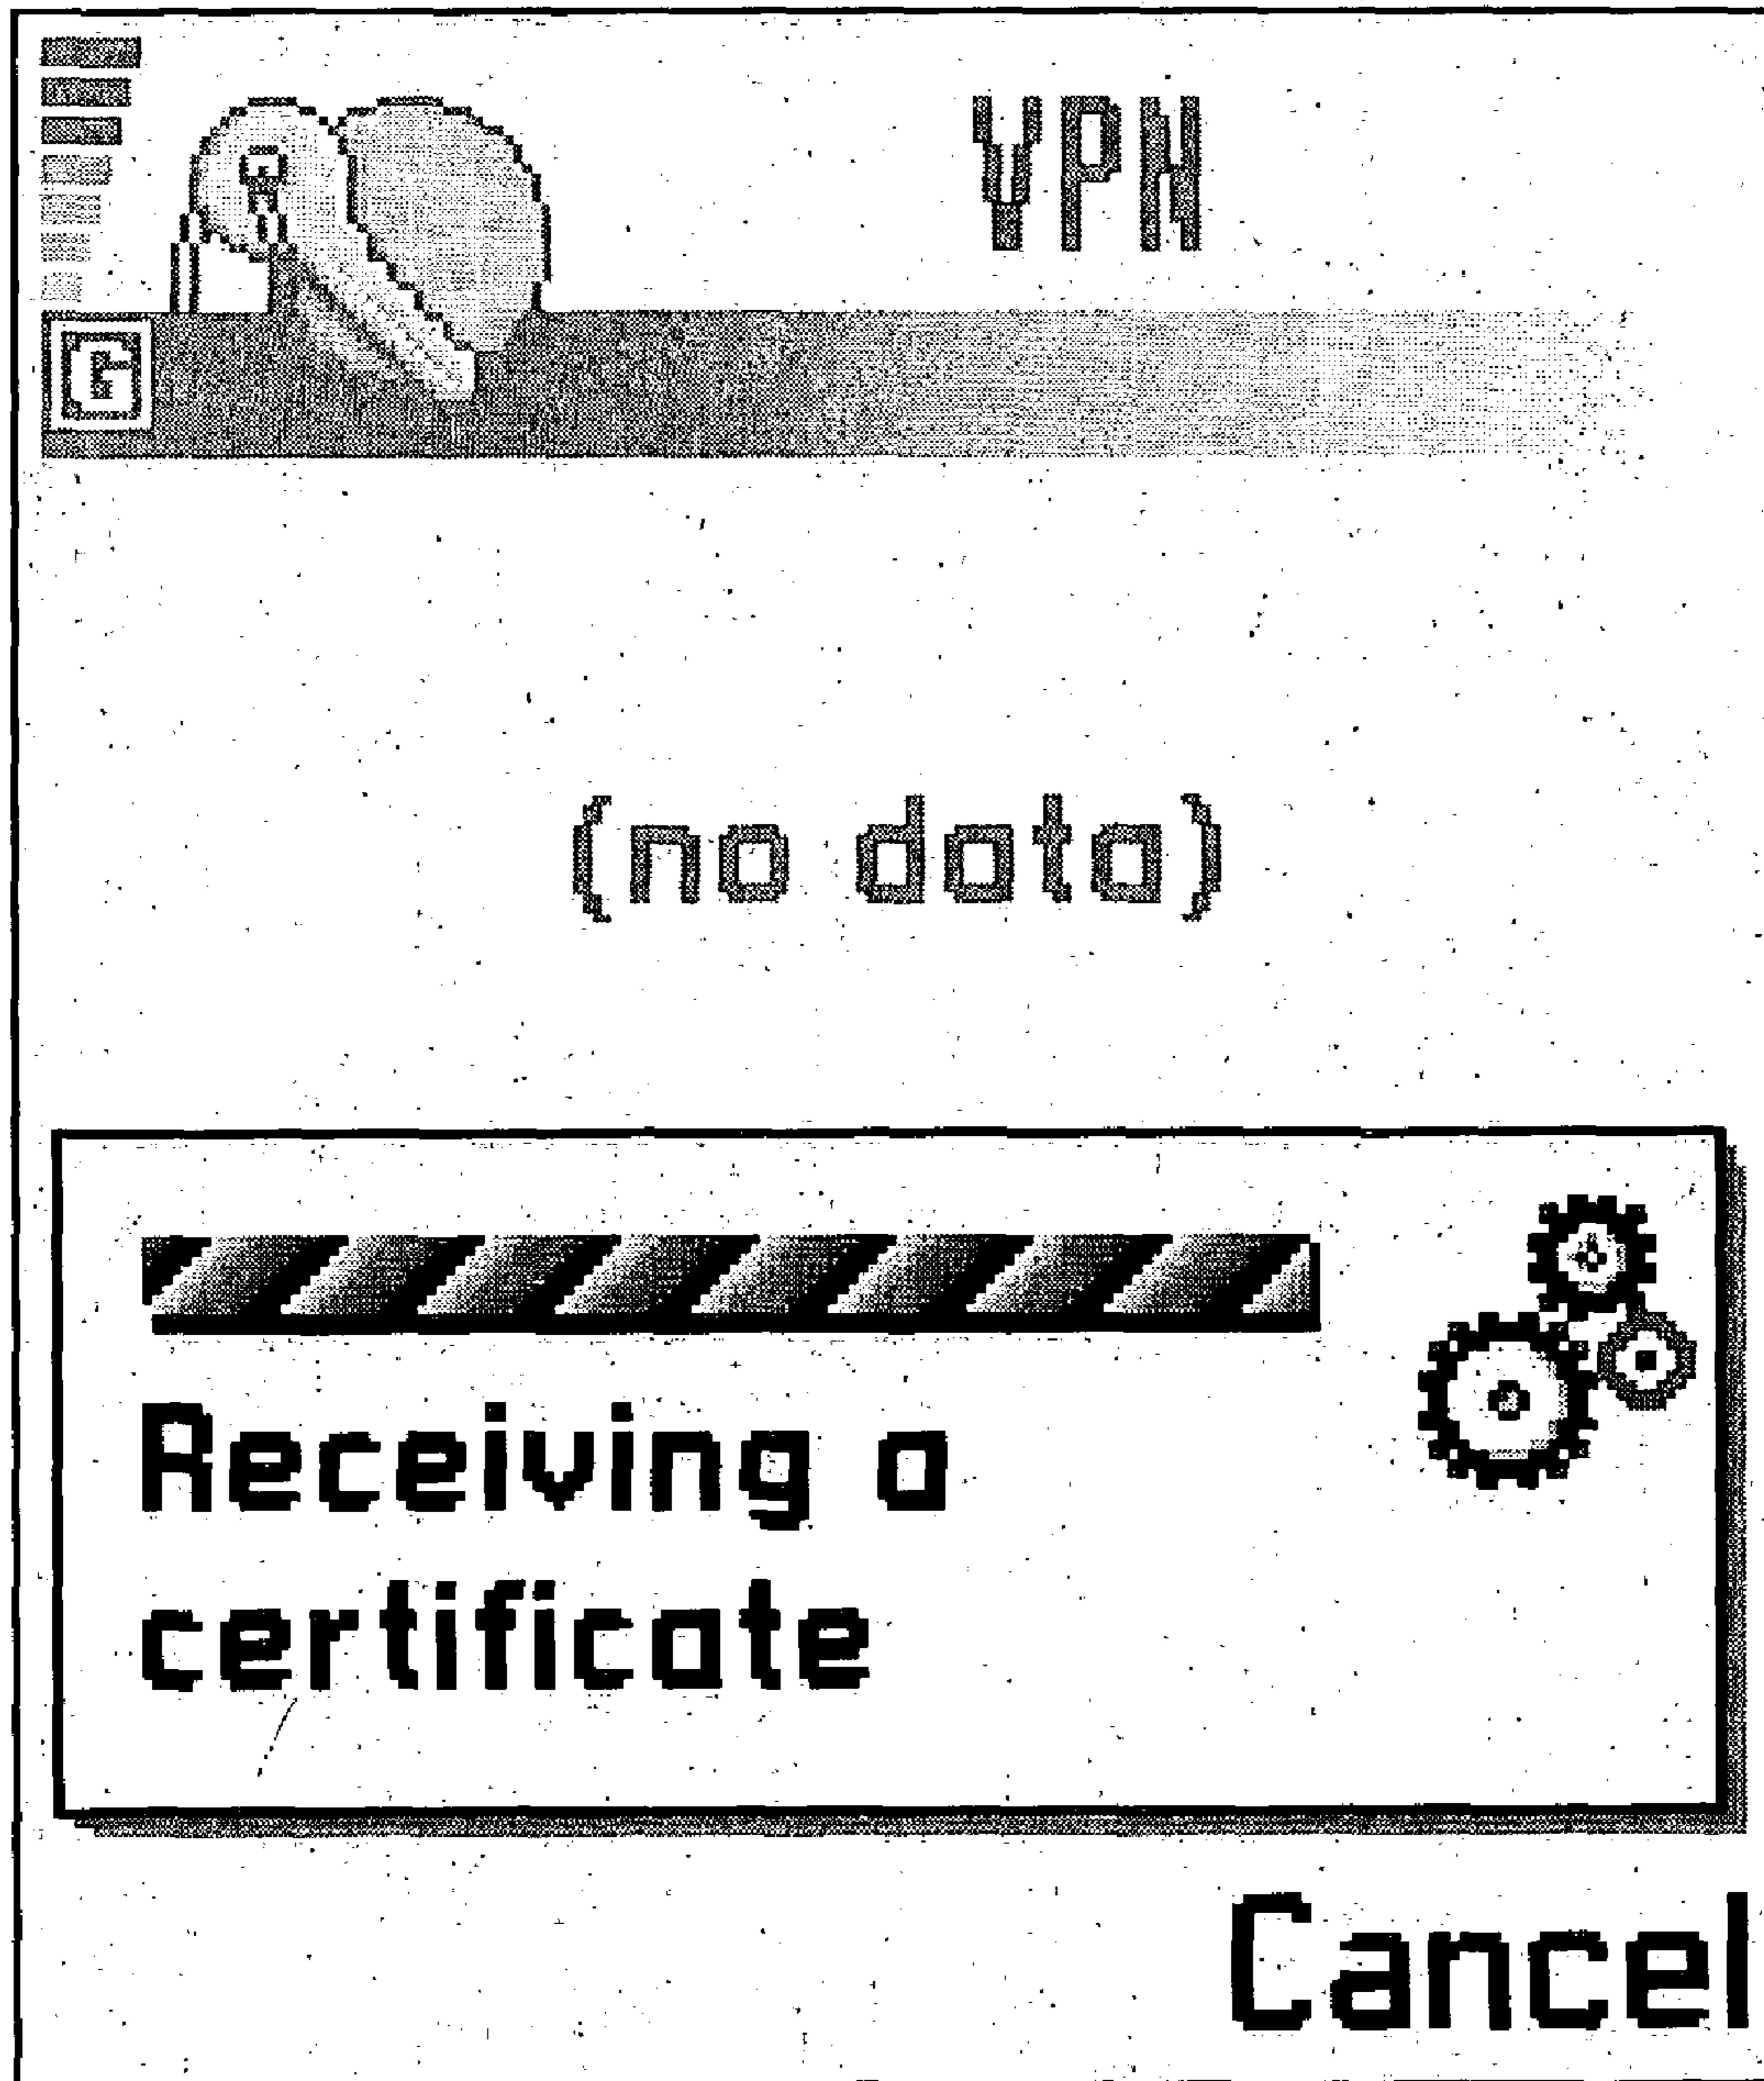 VPN
G
(no data)
Receiving a
certificate
Cancel